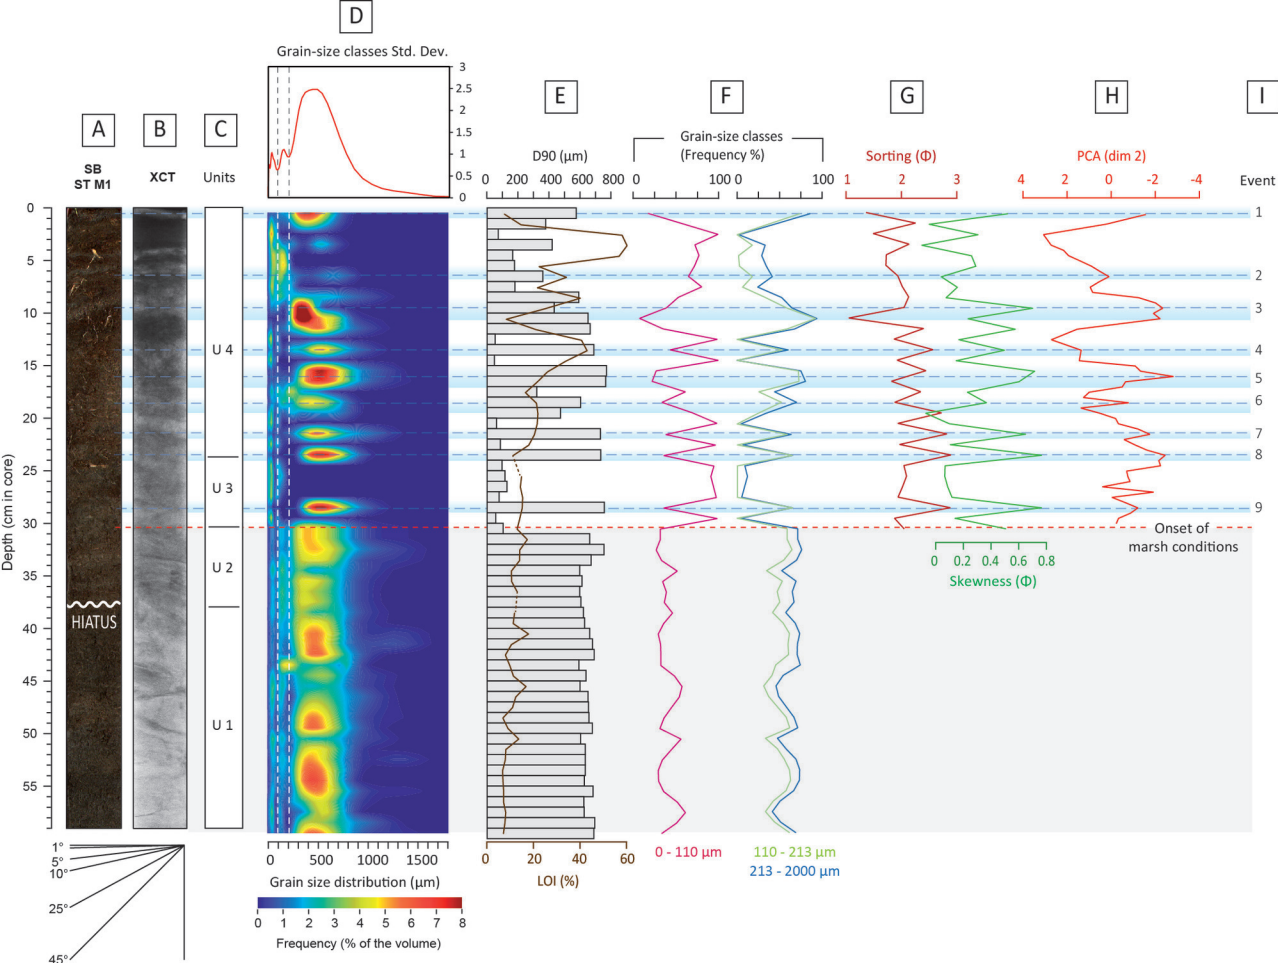 D
Grain-size classes Std. Dev.
3
2.5
2
1.5
1
0.5
0
A B C E F G H I
SB
ST M1
XCT
Units
D90 (µm)
0 200 400 600 800
Grain-size classes
(Frequency %)
0 100 0 100
Sorting (Φ)
1 2 3
PCA (dim 2)
4 2 0 -2 -4
Event
Depth (cm in core)
0
5
10
15
20
25
30
35
40
45
50
55
HIATUS
U 4
U 3
U 2
U 1
1
2
3
4
5
6
7
8
9
Onset of
marsh conditions
0 0.2 0.4 0.6 0.8
Skewness (Φ)
1°
5°
10°
25°
45°
0 500 1000 1500
Grain size distribution (µm)
0 1 2 3 4 5 6 7 8
Frequency (% of the volume)
0 20 40 60
LOI (%)
0 - 110 µm
110 - 213 µm
213 - 2000 µm